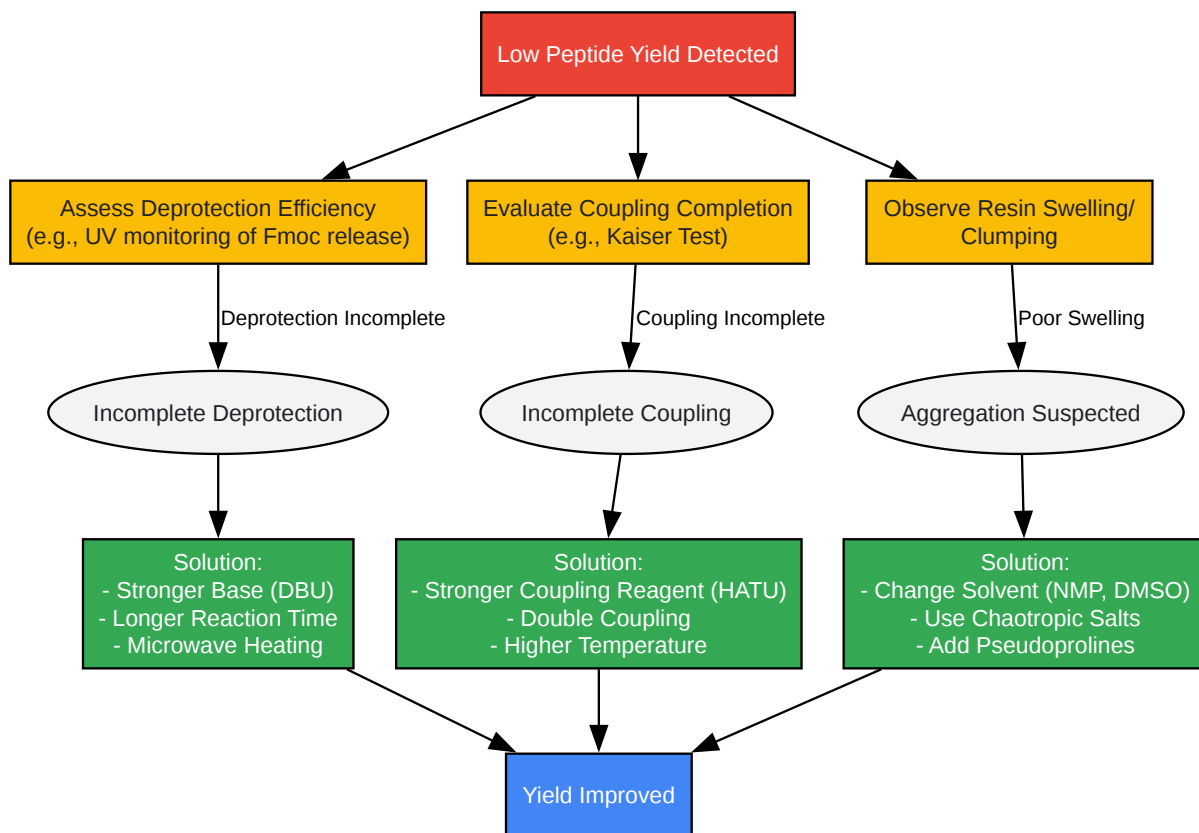 Low Peptide Yield Detected
Assess Deprotection Efficiency
(e.g., UV monitoring of Fmoc release)
Evaluate Coupling Completion
(e.g., Kaiser Test)
Observe Resin Swelling/
Clumping
Deprotection Incomplete
Coupling Incomplete
Poor Swelling
Incomplete Deprotection
Incomplete Coupling
Aggregation Suspected
Solution:
- Stronger Base (DBU)
- Longer Reaction Time
- Microwave Heating
Solution:
- Stronger Coupling Reagent (HATU)
- Double Coupling
- Higher Temperature
Solution:
- Change Solvent (NMP, DMSO)
- Use Chaotropic Salts
- Add Pseudoprolines
Yield Improved